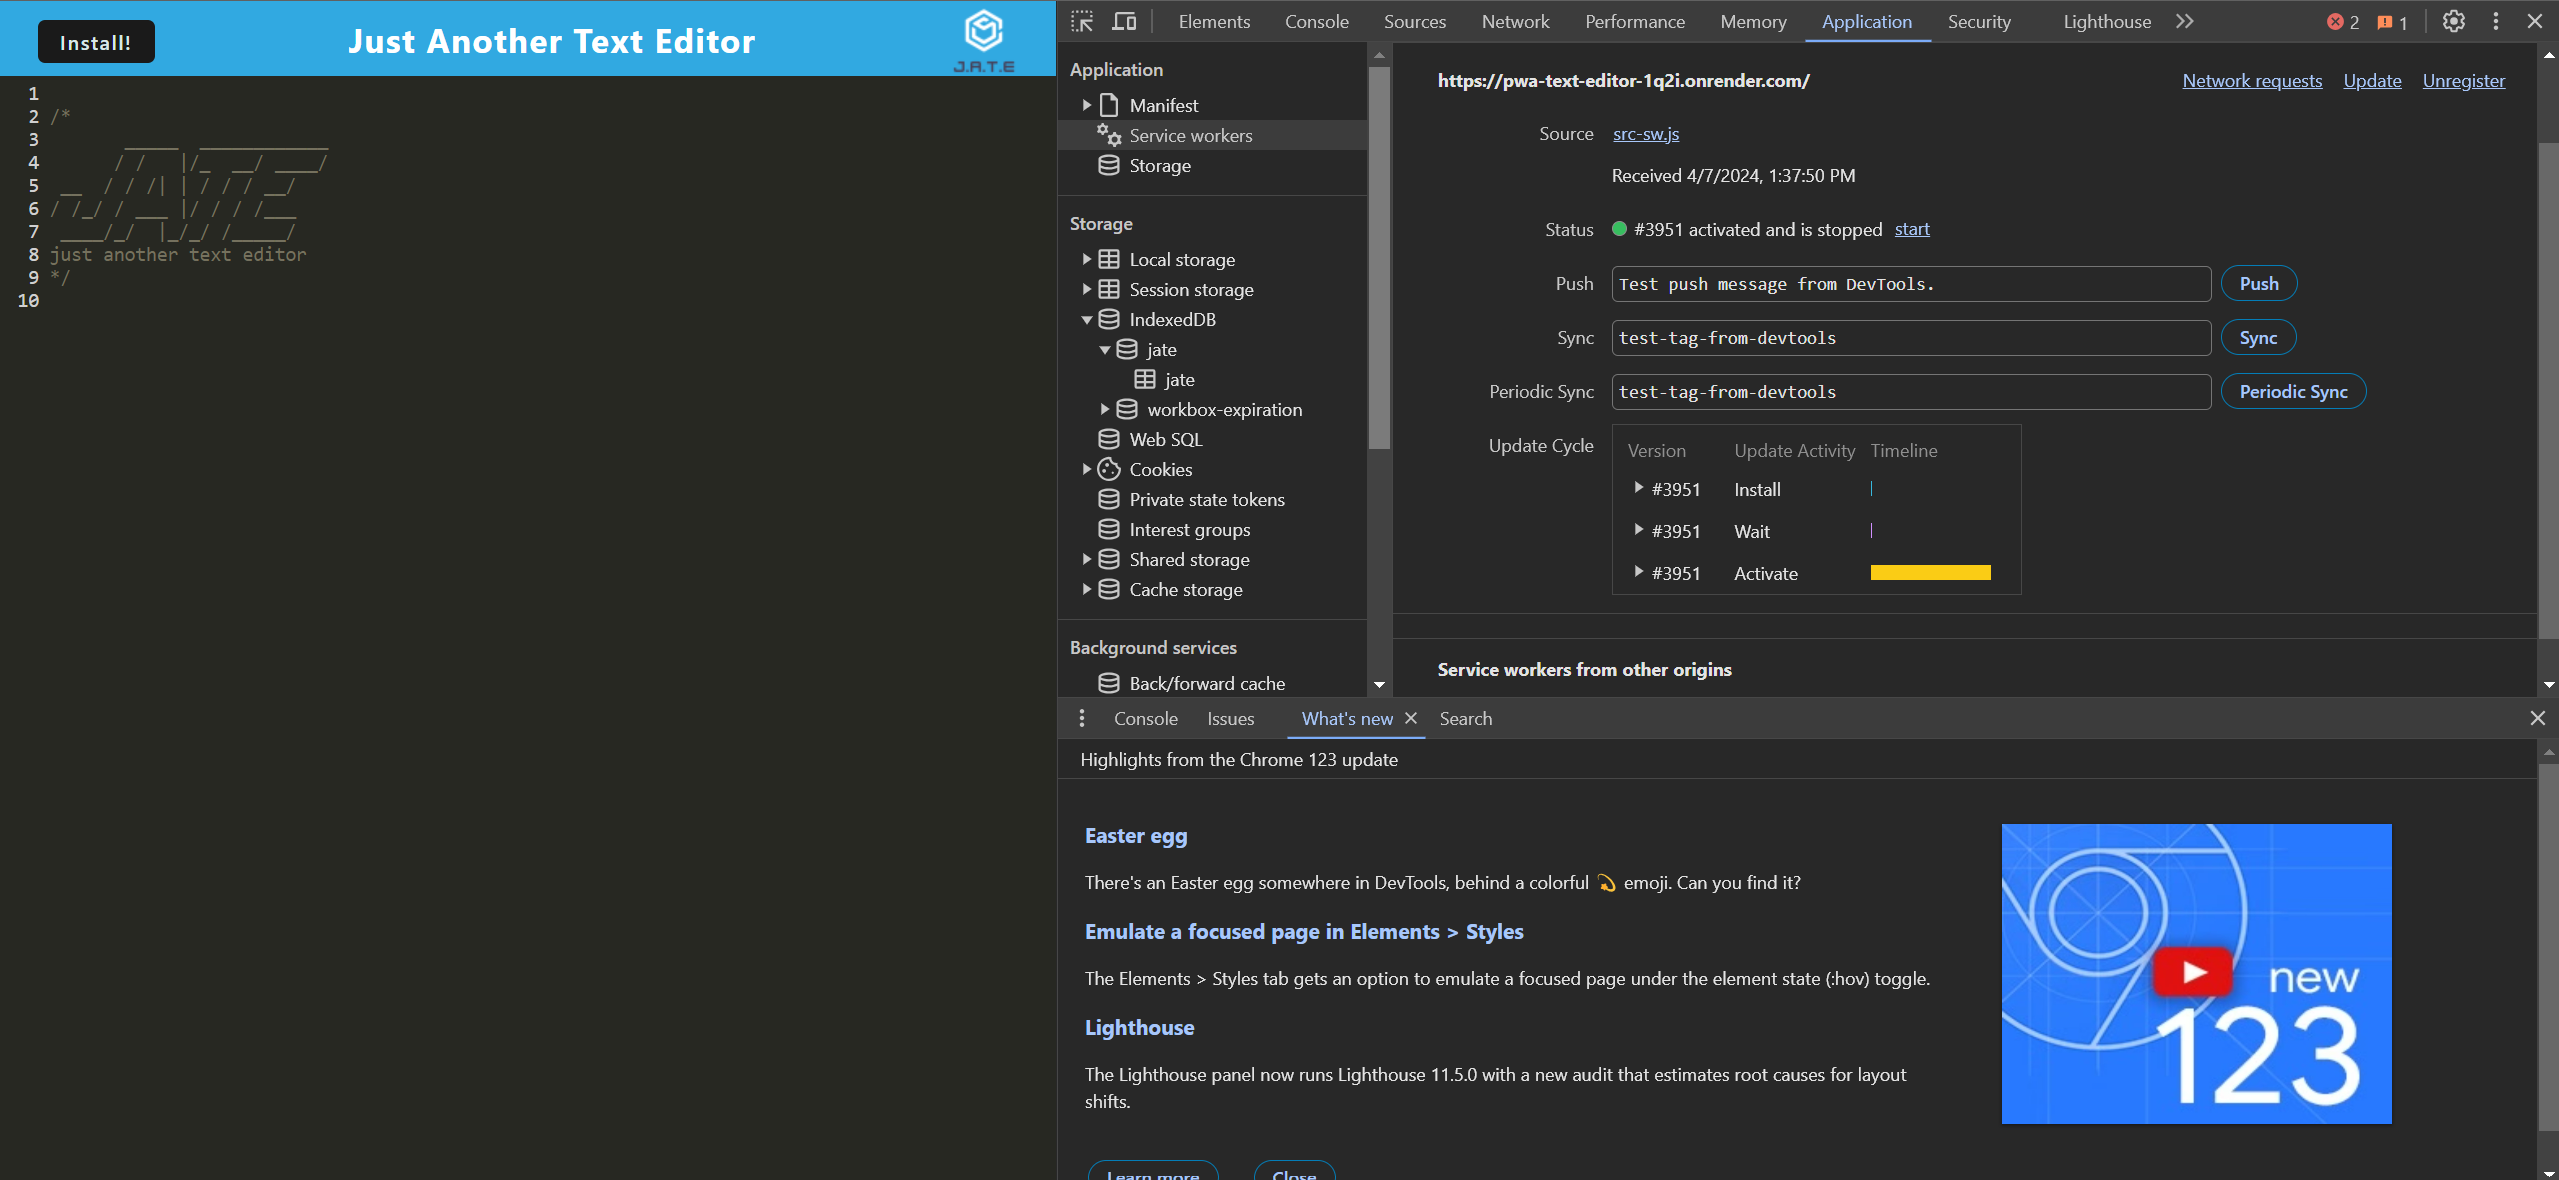 Install!
Just Another Text Editor
J.A.T.E
1
2 /*
3         _____  ____________
4       / /   |/_  __/ ____/
5  __  / / /| | / / / __/
6 / /_/ / ___ |/ / / /___
7  ____/_/  |_/_/ /_____/
8 just another text editor
9 */
10
Elements Console Sources Network Performance Memory Application Security Lighthouse 2 1
Application
Manifest
Service workers
Storage
Storage
Local storage
Session storage
IndexedDB
jate
jate
workbox-expiration
Web SQL
Cookies
Private state tokens
Interest groups
Shared storage
Cache storage
Background services
Back/forward cache
https://pwa-text-editor-1q2i.onrender.com/ Network requests Update Unregister
Source src-sw.js
Received 4/7/2024, 1:37:50 PM
Status #3951 activated and is stopped start
Push Test push message from DevTools. Push
Sync test-tag-from-devtools Sync
Periodic Sync test-tag-from-devtools Periodic Sync
Update Cycle Version Update Activity Timeline
#3951 Install
#3951 Wait
#3951 Activate
Service workers from other origins
Console Issues What's new Search
Highlights from the Chrome 123 update
Easter egg
There's an Easter egg somewhere in DevTools, behind a colorful 💫 emoji. Can you find it?
Emulate a focused page in Elements > Styles
The Elements > Styles tab gets an option to emulate a focused page under the element state (:hov) toggle.
Lighthouse
The Lighthouse panel now runs Lighthouse 11.5.0 with a new audit that estimates root causes for layout
shifts.
Learn more Close
new
123